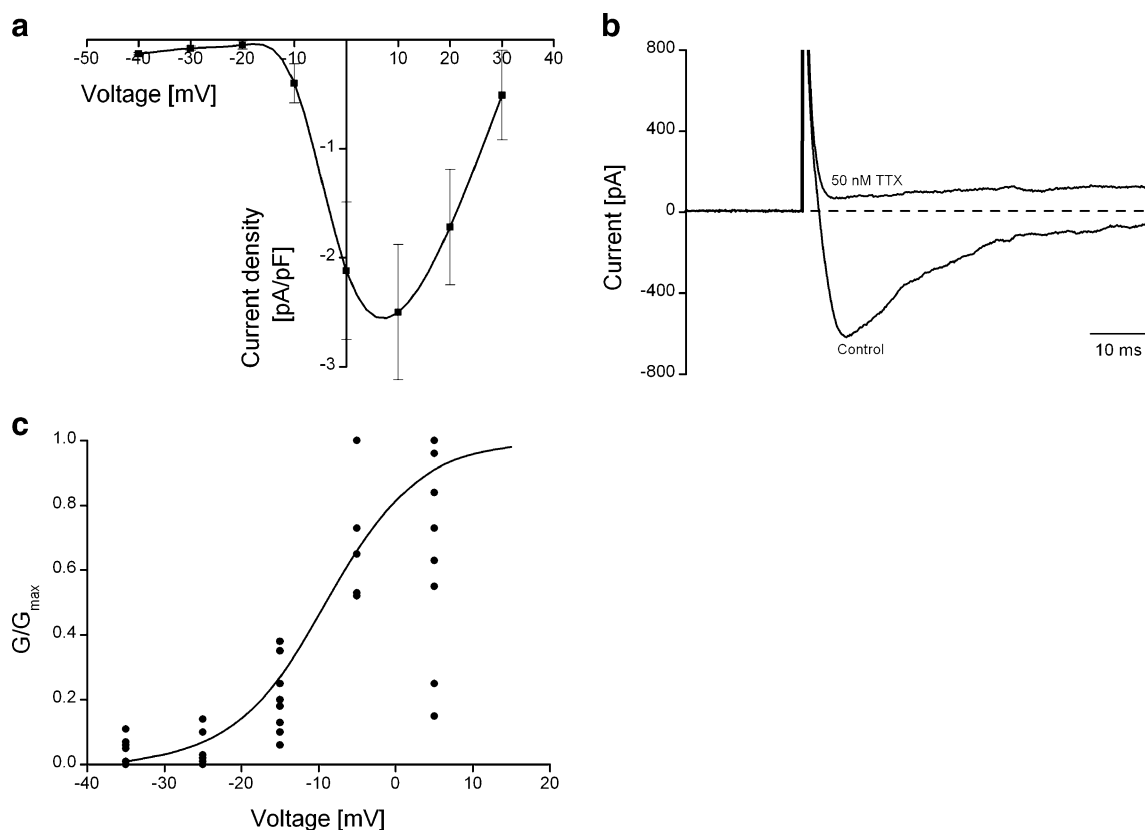 a
-50 -40 -30 -20 -10 10 20 30 40
Voltage [mV]
-1
-2
-3
Current density
[pA/pF]
b
800
400
0
-400
-800
Current [pA]
50 nM TTX
Control
10 ms
c
1.0
0.8
0.6
0.4
0.2
0.0
G/Gmax
-40 -30 -20 -10 0 10 20
Voltage [mV]